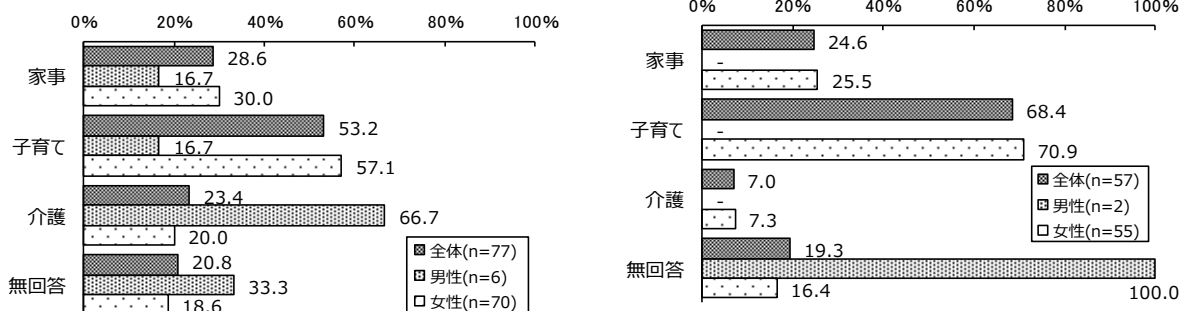 0% 20% 40% 60% 80% 100%
家事
28.6
16.7
30.0
子育て
53.2
16.7
57.1
介護
23.4
66.7
20.0
無回答
20.8
33.3
18.6
全体(n=77)
男性(n=6)
女性(n=70)
0% 20% 40% 60% 80% 100%
家事
24.6
-
25.5
子育て
68.4
-
70.9
介護
7.0
-
7.3
無回答
19.3
100.0
16.4
全体(n=57)
男性(n=2)
女性(n=55)